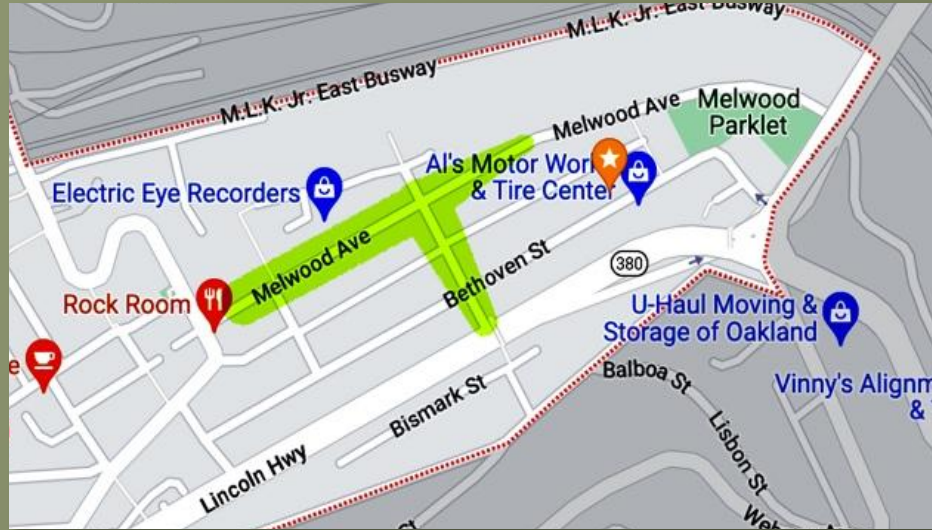 M.L.K. Jr. East Busway
M.L.K. Jr. East Busway
Melwood Ave
Melwood
Parklet
Al's Motor Wor
& Tire Center
Electric Eye Recorders
Melwood Ave
Bethoven St
380
Rock Room
U-Haul Moving &
Storage of Oakland
e
Balboa St
Vinny's Alignm
&
Bismark St
Lisbon St
Lincoln Hwy
St
Web